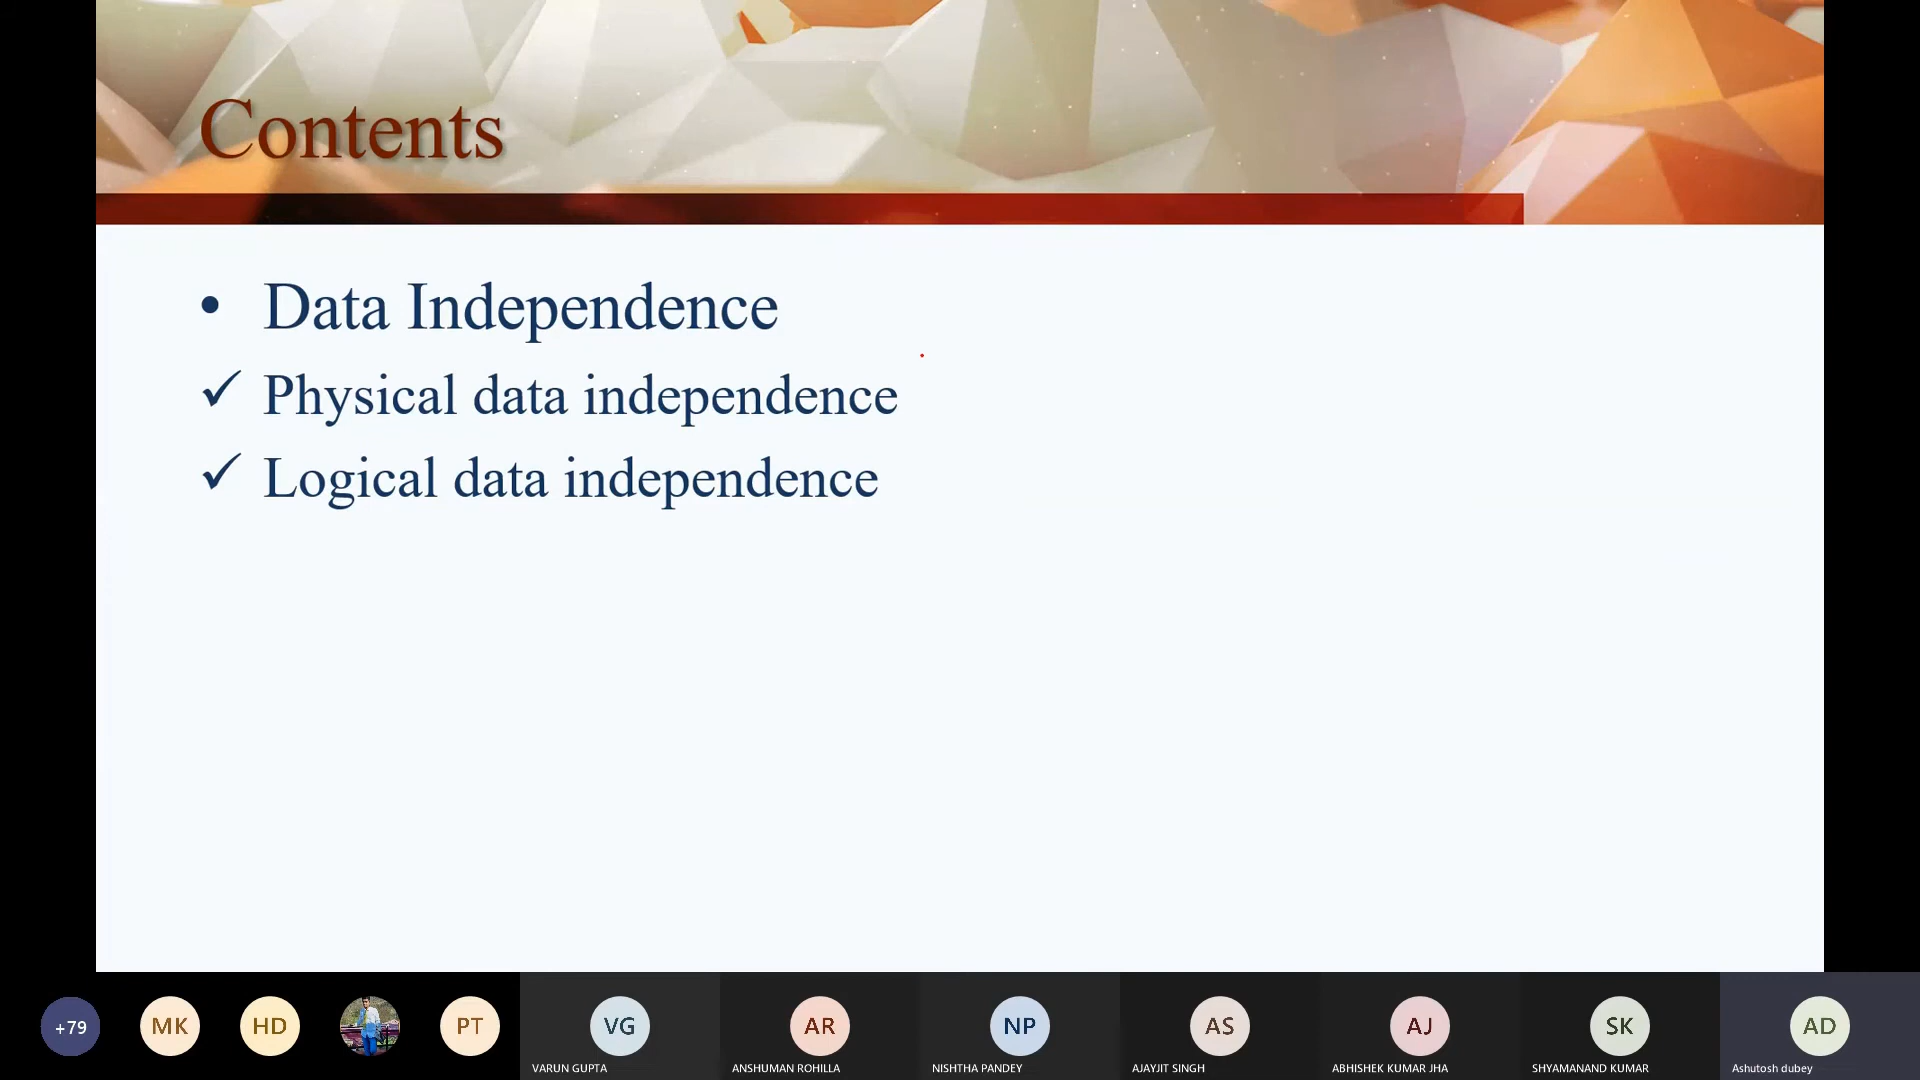 Contents
• Data Independence
✓ Physical data independence
✓ Logical data independence
+79
MK
HD
PT
VG
AR
NP
AS
AJ
SK
AD
VARUN GUPTA
ANSHUMAN ROHILLA
NISHTHA PANDEY
AJAYJIT SINGH
ABHISHEK KUMAR JHA
SHYAMANAND KUMAR
Ashutosh dubey